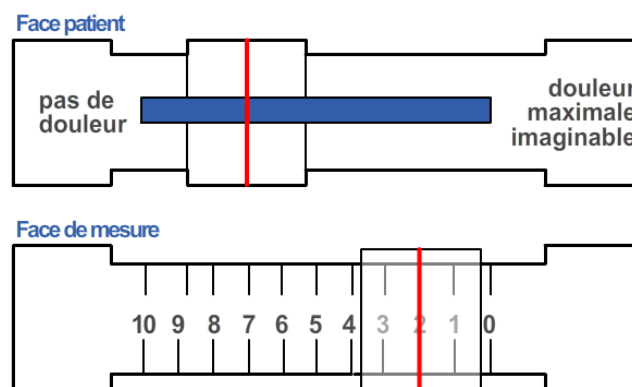 Face patient
pas de
douleur
douleur
maximale
imaginable
Face de mesure
10 9 8 7 6 5 4 3 2 1 0